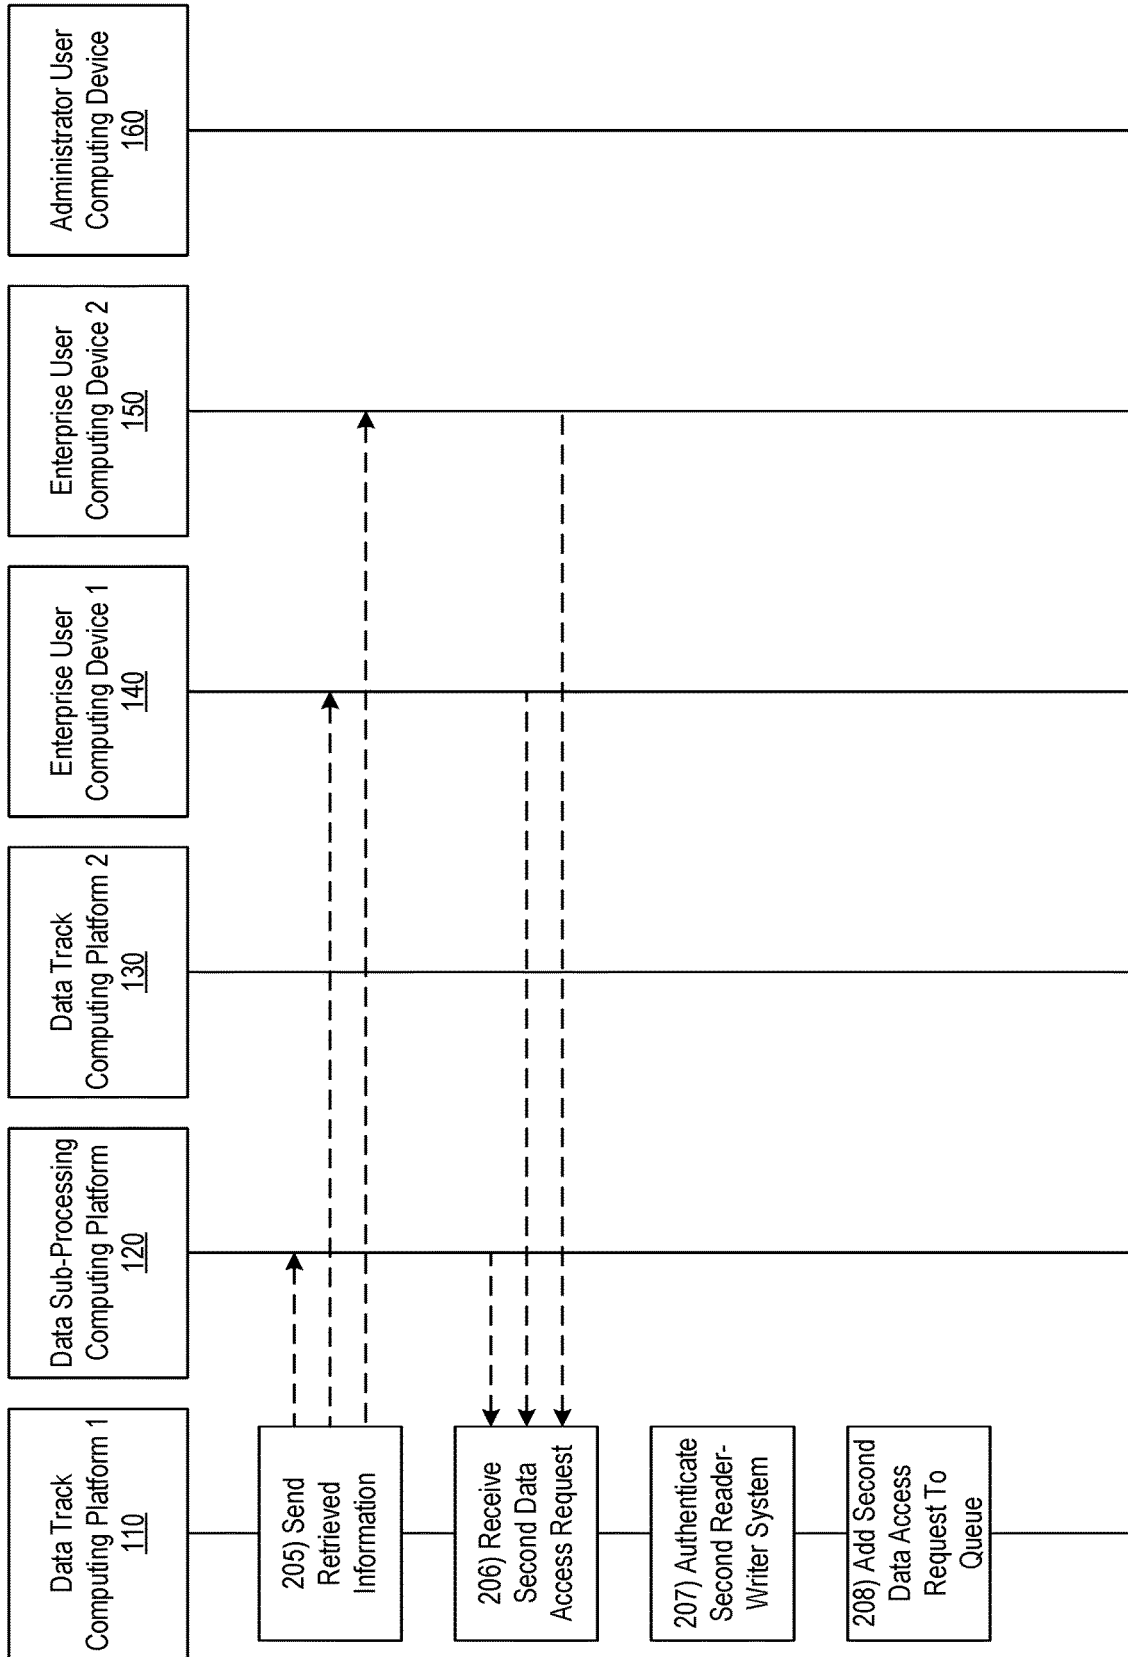 Data Track
Computing Platform 1
110
Data Sub-Processing
Computing Platform
120
Data Track
Computing Platform 2
130
Enterprise User
Computing Device 1
140
Enterprise User
Computing Device 2
150
Administrator User
Computing Device
160
205) Send
Retrieved
Information
206) Receive
Second Data
Access Request
207) Authenticate
Second Reader-
Writer System
208) Add Second
Data Access
Request To
Queue